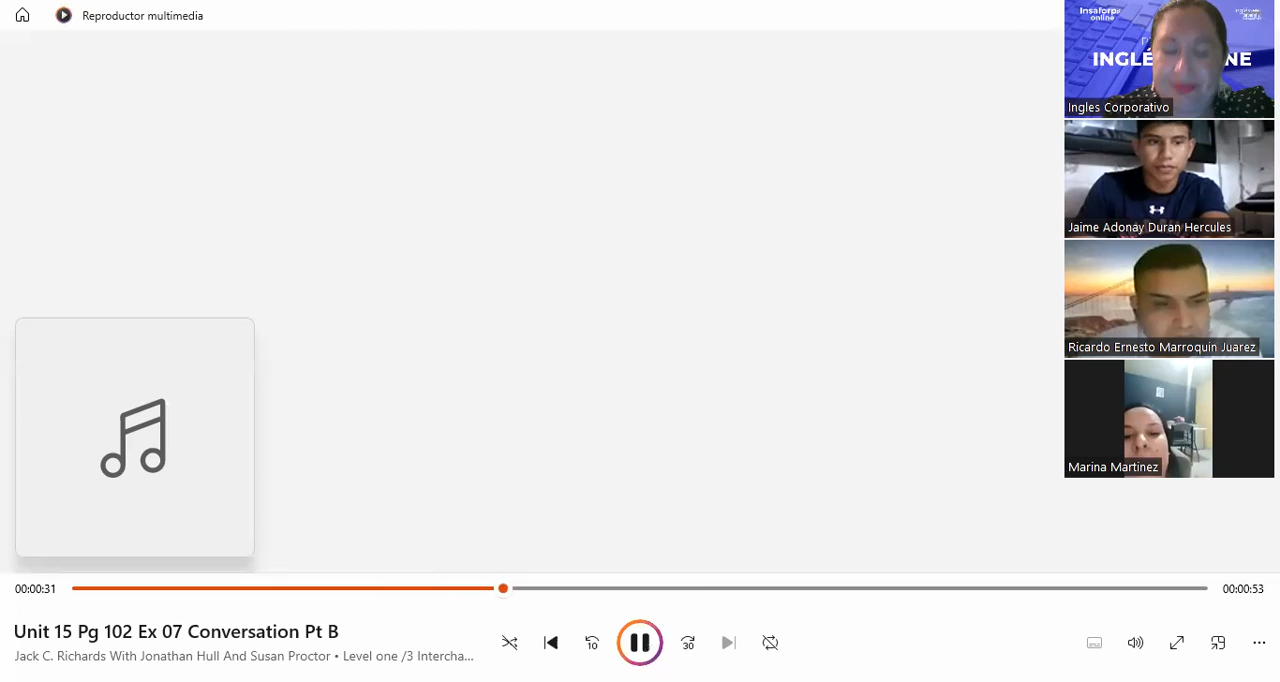 Reproductor multimedia
Insaforp
online
INGLÉ
NE
Ingles Corporativo
Jaime Adonay Duran Hercules
Ricardo Ernesto Marroquin Juarez
Marina Martinez
00:00:31
00:00:53
Unit 15 Pg 102 Ex 07 Conversation Pt B
Jack C. Richards With Jonathan Hull And Susan Proctor • Level one /3 Intercha...
10
30